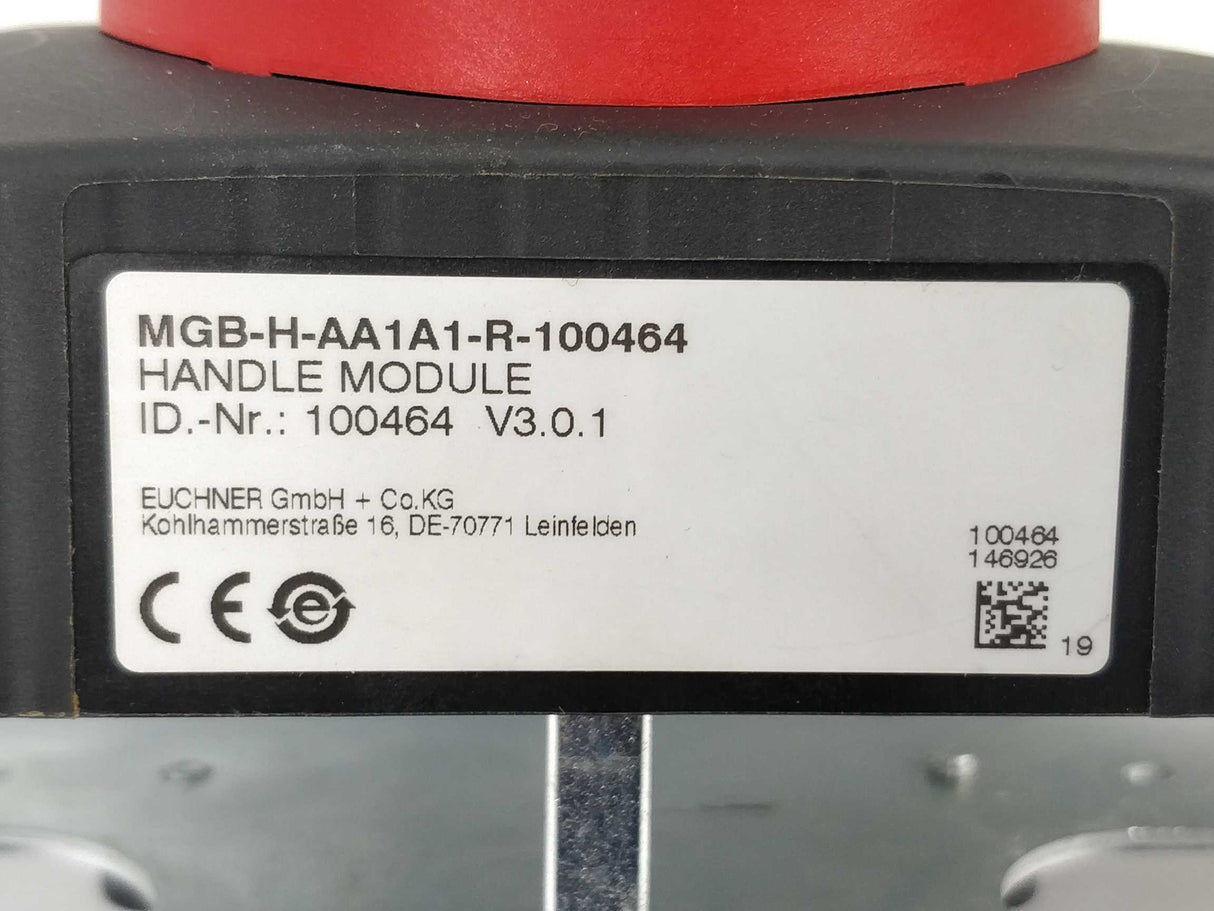 MGB-H-AA1A1-R-100464
HANDLE MODULE
ID.-Nr.: 100464 V3.0.1
EUCHNER GmbH + Co.KG
Kohlhammerstraße 16, DE-70771 Leinfelden
CE e
100464
146926
19